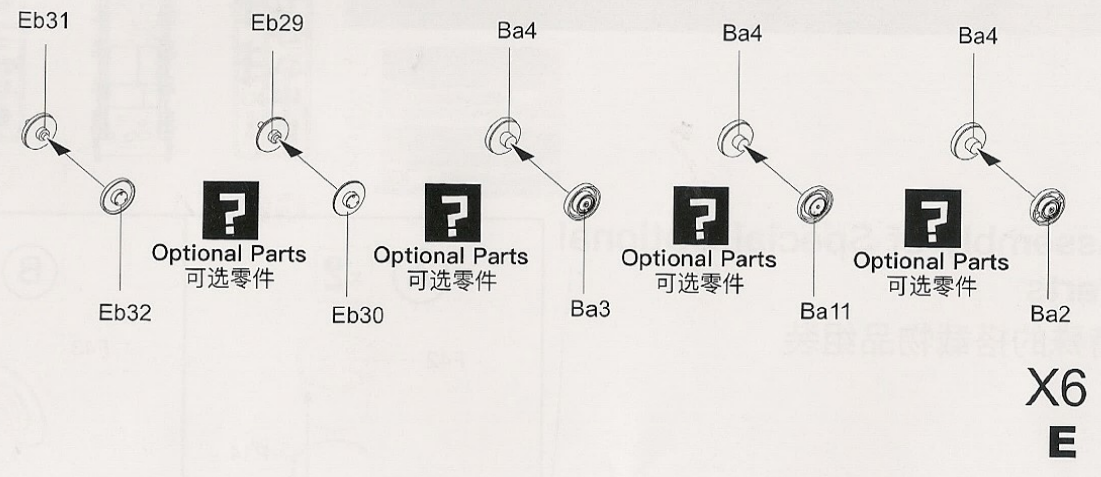 Eb31
Eb29
Ba4
Ba4
Ba4
?
?
?
?
Optional Parts
可选零件
Optional Parts
可选零件
Optional Parts
可选零件
Optional Parts
可选零件
Eb32
Eb30
Ba3
Ba11
Ba2
X6
E